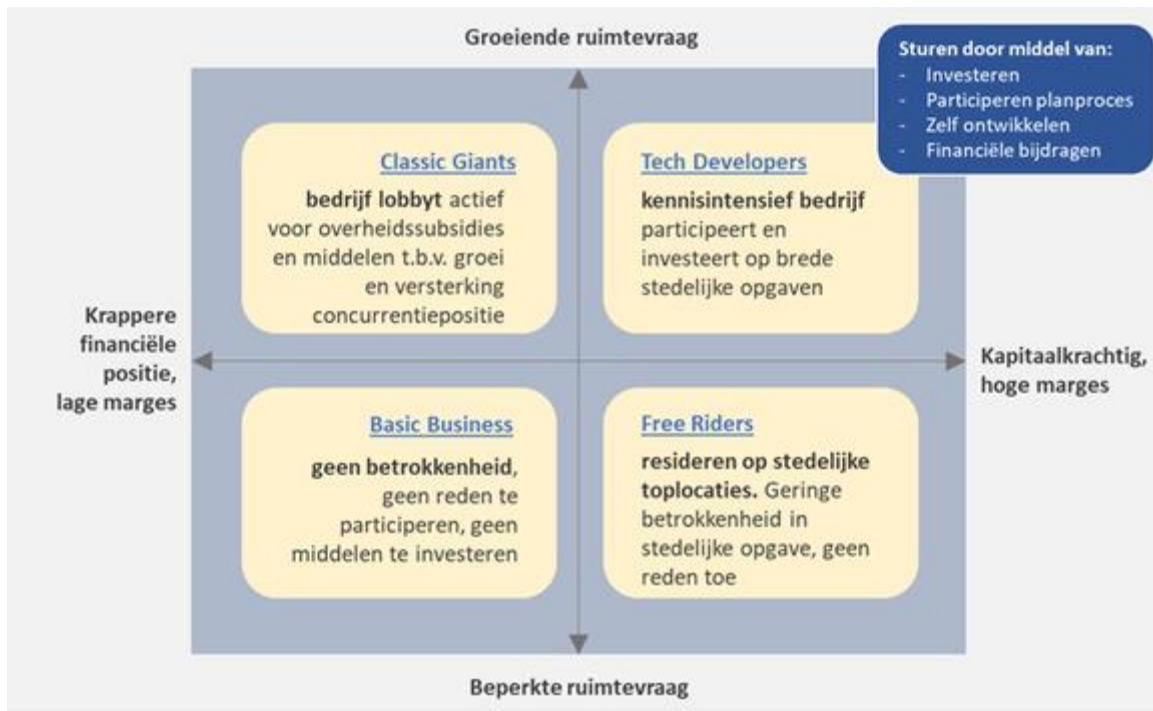 Groeiende ruimtevraag
Sturen door middel van:
- Investeren
- Participeren planproces
- Zelf ontwikkelen
- Financiële bijdragen
Classic Giants
bedrijf lobbyt actief
voor overheidssubsidies
en middelen t.b.v. groei
en versterking
concurrentiepositie
Tech Developers
kennisintensief bedrijf
participeert en
investeert op brede
stedelijke opgaven
Krappere
financiële
positie,
lage marges
Kapitaalkrachtig,
hoge marges
Basic Business
geen betrokkenheid,
geen reden te
participeren, geen
middelen te investeren
Free Riders
resideren op stedelijke
toplocaties. Geringe
betrokkenheid in
stedelijke opgave, geen
reden toe
Beperkte ruimtevraag